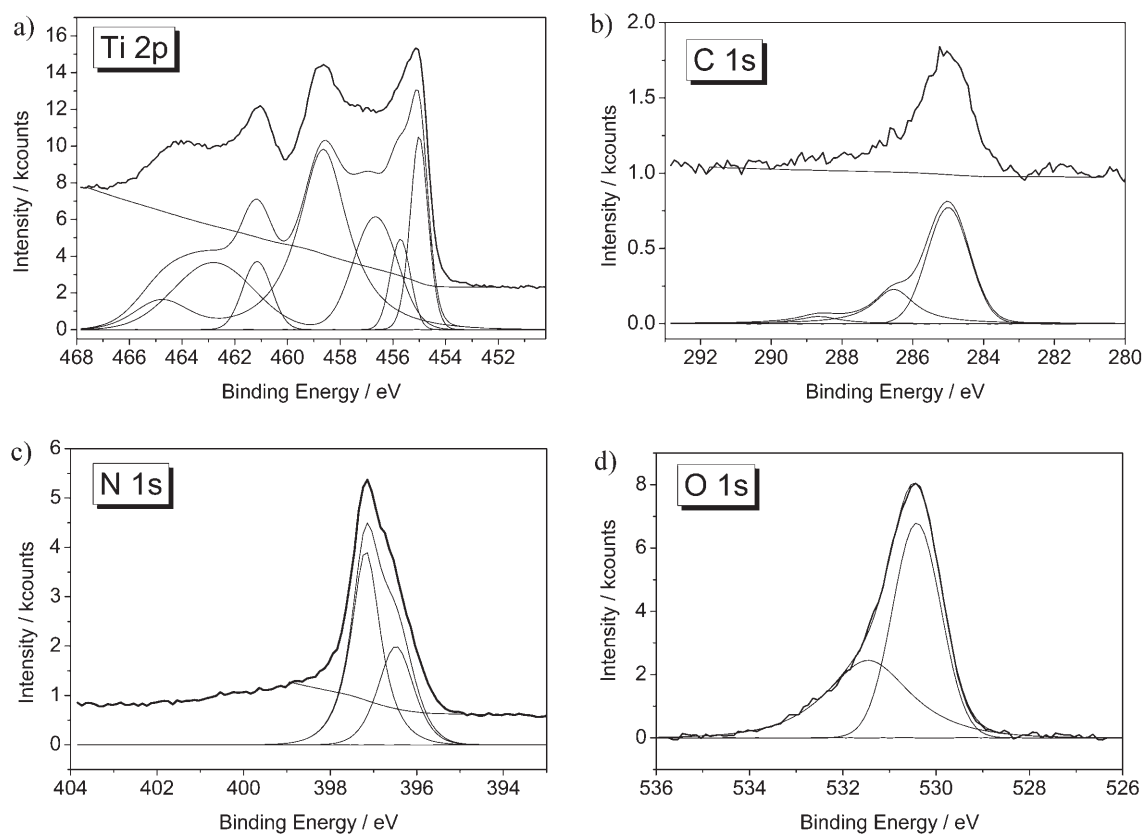 a)
Ti 2p
Intensity / kcounts
16
14
12
10
8
6
4
2
0
468 466 464 462 460 458 456 454 452
Binding Energy / eV
b)
C 1s
Intensity / kcounts
2.0
1.5
1.0
0.5
0.0
292 290 288 286 284 282 280
Binding Energy / eV
c)
N 1s
Intensity / kcounts
6
5
4
3
2
1
0
404 402 400 398 396 394
Binding Energy / eV
d)
O 1s
Intensity / kcounts
8
6
4
2
0
536 534 532 530 528 526
Binding Energy / eV